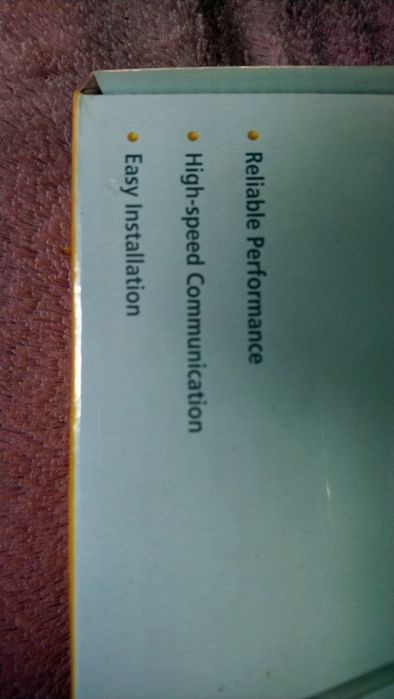 • Reliable Performance
• High-speed Communication
• Easy Installation